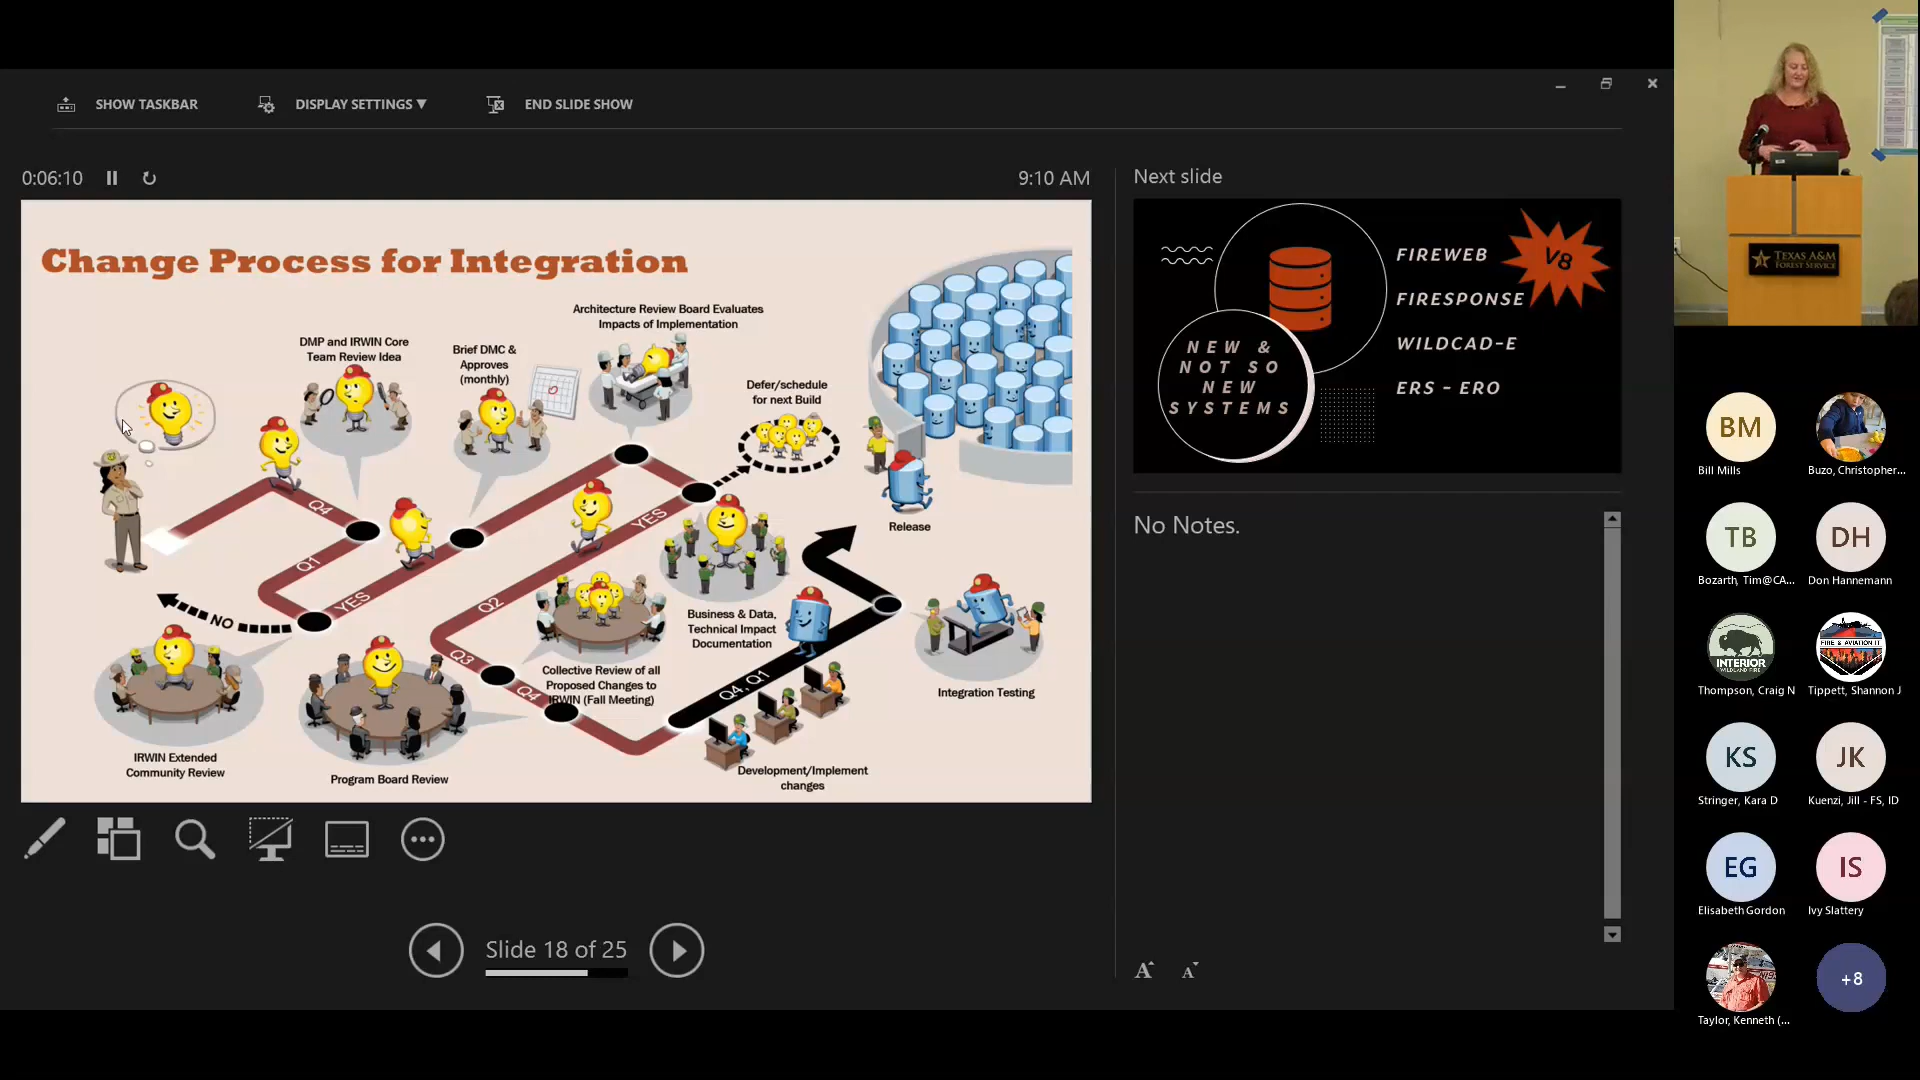 SHOW TASKBAR
DISPLAY SETTINGS ▼
END SLIDE SHOW
0:06:10
9:10 AM
Change Process for Integration
Architecture Review Board Evaluates
Impacts of Implementation
DMP and IRWIN Core
Team Review Idea
Brief DMC &
Approves
(monthly)
Defer/schedule
for next Build
Q4
Q1
YES
NO
YES
Q2
Q3
Q4
Q4, Q1
Release
Business & Data,
Technical Impact
Documentation
Collective Review of all
Proposed Changes to
IRWIN (Fall Meeting)
Integration Testing
IRWIN Extended
Community Review
Program Board Review
Development/Implement
changes
Slide 18 of 25
Next slide
NEW &
NOT SO
NEW
SYSTEMS
FIREWEB
FIRESPONSE
WILDCAD-E
ERS - ERO
V8
No Notes.
A A
TEXAS A&M
FOREST SERVICE
BM
Bill Mills
Buzo, Christopher...
TB
Bozarth, Tim@CA...
DH
Don Hannemann
INTERIOR
WILDLAND FIRE
Thompson, Craig N
FIRE & AVIATION IT
Tippett, Shannon J
KS
Stringer, Kara D
JK
Kuenzi, Jill - FS, ID
EG
Elisabeth Gordon
IS
Ivy Slattery
Taylor, Kenneth (...
+8